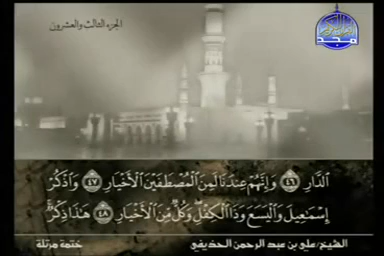 الجزء الثالث والعشرون
مجد
الدَّارِ ٤٦ وَإِنَّهُمْ عِندَنَا لَمِنَ الْمُصْطَفَيْنَ الْأَخْيَارِ ٤٧ وَاذْكُرْ
إِسْمَاعِيلَ وَالْيَسَعَ وَذَا الْكِفْلِ وَكُلٌّ مِّنَ الْأَخْيَارِ ٤٨ هَٰذَا ذِكْرٌ
الشيخ/علي بن عبد الرحمن الحذيفي
ختمة مرتلة